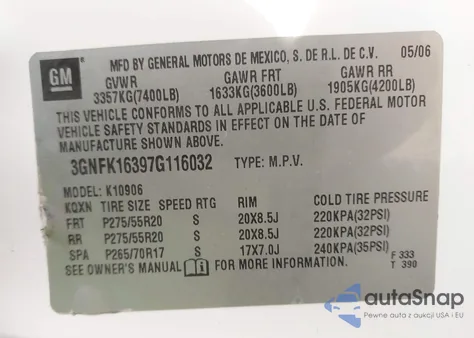 GM
MFD BY GENERAL MOTORS DE MEXICO, S. DE R.L. DE C.V. 05/06
GVWR GAWR FRT GAWR RR
3357KG(7400LB) 1633KG(3600LB) 1905KG(4200LB)
THIS VEHICLE CONFORMS TO ALL APPLICABLE U.S. FEDERAL MOTOR
VEHICLE SAFETY STANDARDS IN EFFECT ON THE DATE OF
MANUFACTURE SHOWN ABOVE.
3GNFK16397G116032 TYPE: M.P.V.
MODEL: K10906
KQXN TIRE SIZE SPEED RTG RIM COLD TIRE PRESSURE
FRT P275/55R20 S 20X8.5J 220KPA(32PSI)
RR P275/55R20 S 20X8.5J 220KPA(32PSI)
SPA P265/70R17 S 17X7.0J 240KPA(35PSI)
SEE OWNER'S MANUAL i FOR MORE INFORMATION. F 333
T 390
autaSnap
Pewne auta z aukcji USA i EU